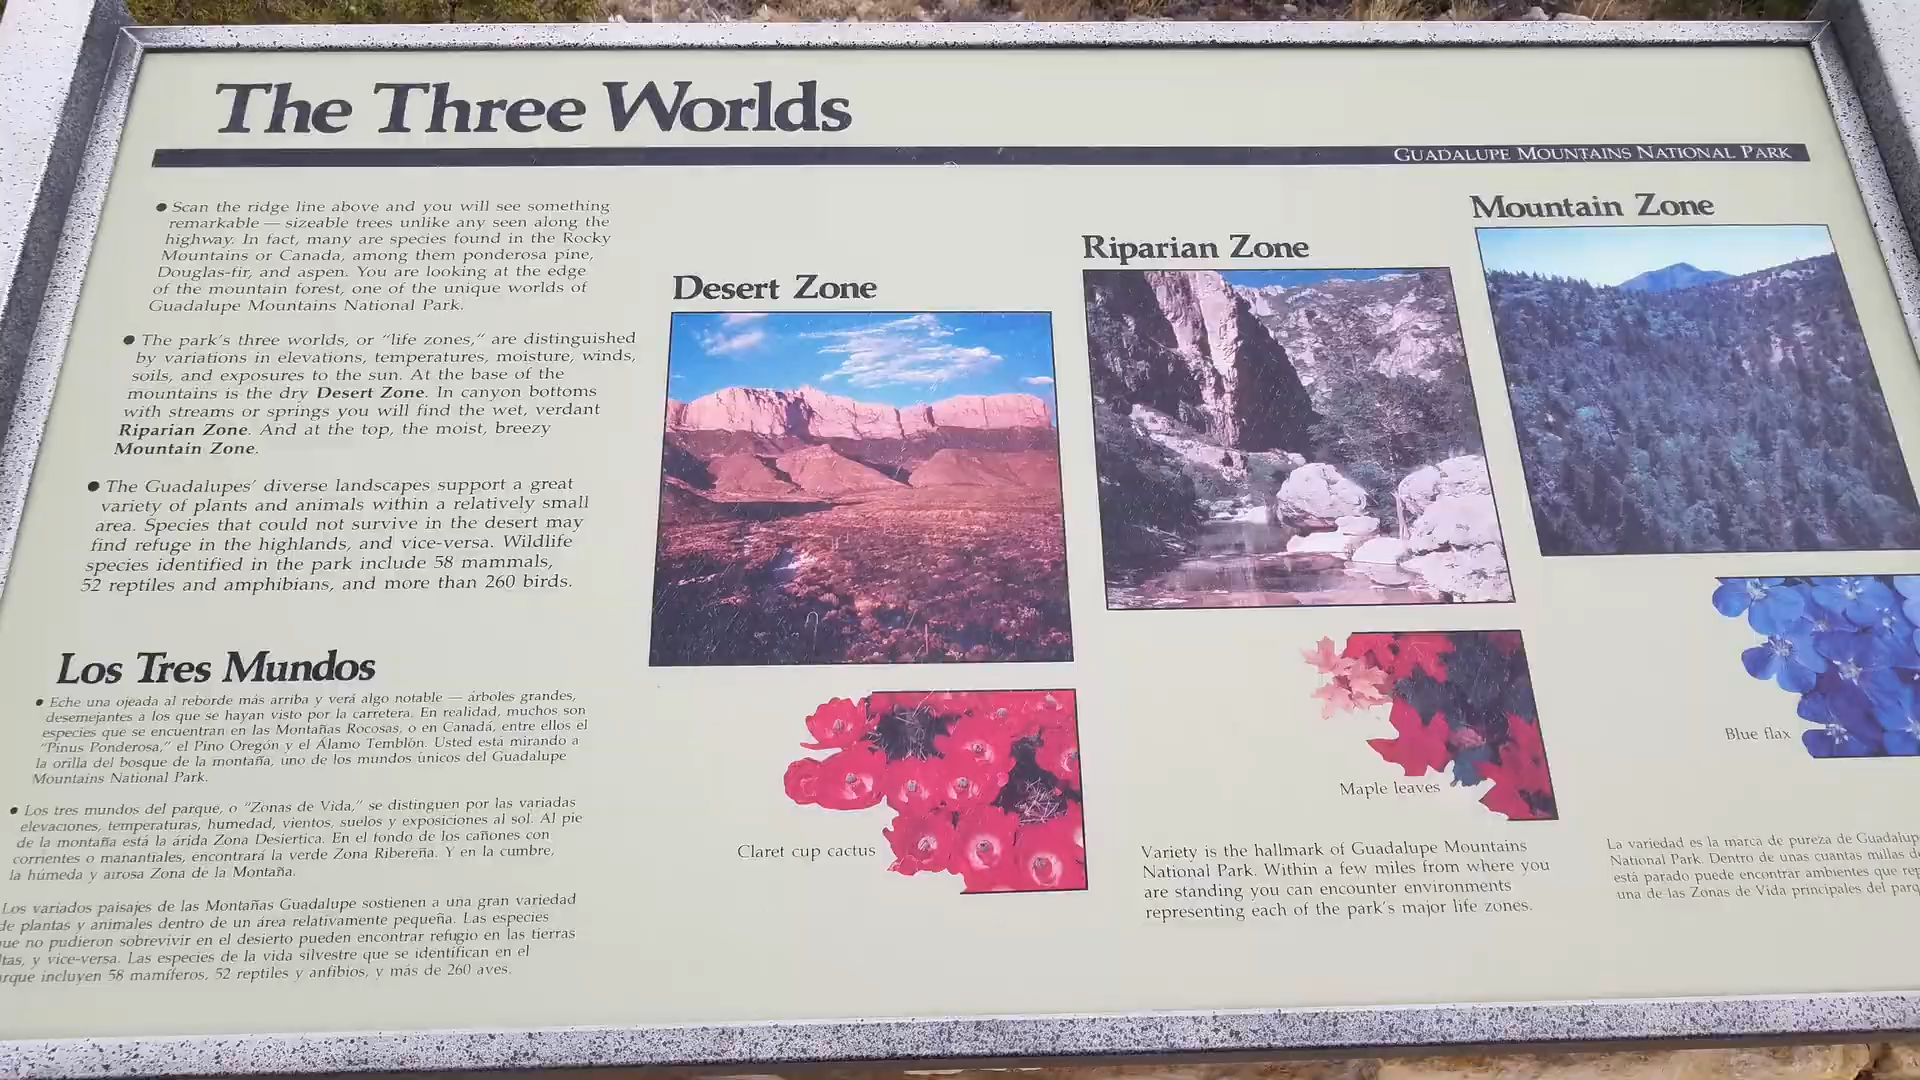 The Three Worlds
GUADALUPE MOUNTAINS NATIONAL PARK
● Scan the ridge line above and you will see something
remarkable — sizeable trees unlike any seen along the
highway. In fact, many are species found in the Rocky
Mountains or Canada, among them ponderosa pine,
Douglas-fir, and aspen. You are looking at the edge
of the mountain forest, one of the unique worlds of
Guadalupe Mountains National Park.
● The park's three worlds, or "life zones," are distinguished
by variations in elevations, temperatures, moisture, winds,
soils, and exposures to the sun. At the base of the
mountains is the dry Desert Zone. In canyon bottoms
with streams or springs you will find the wet, verdant
Riparian Zone. And at the top, the moist, breezy
Mountain Zone.
● The Guadalupes' diverse landscapes support a great
variety of plants and animals within a relatively small
area. Species that could not survive in the desert may
find refuge in the highlands, and vice-versa. Wildlife
species identified in the park include 58 mammals,
52 reptiles and amphibians, and more than 260 birds.
Los Tres Mundos
● Eche una ojeada al reborde más arriba y verá algo notable — árboles grandes,
desemejantes a los que se hayan visto por la carretera. En realidad, muchos son
especies que se encuentran en las Montañas Rocosas, o en Canadá, entre ellos el
"Pinus Ponderosa," el Pino Oregón y el Álamo Temblón. Usted está mirando a
la orilla del bosque de la montaña, uno de los mundos únicos del Guadalupe
Mountains National Park.
● Los tres mundos del parque, o "Zonas de Vida," se distinguen por las variadas
elevaciones, temperaturas, humedad, vientos, suelos y exposiciones al sol. Al pie
de la montaña está la árida Zona Desiertica. En el fondo de los cañones con
corrientes o manantiales, encontrará la verde Zona Ribereña. Y en la cumbre,
la húmeda y airosa Zona de la Montaña.
Los variados paisajes de las Montañas Guadalupe sostienen a una gran variedad
de plantas y animales dentro de un área relativamente pequeña. Las especies
que no pudieron sobrevivir en el desierto pueden encontrar refugio en las tierras
ltas, y vice-versa. Las especies de la vida silvestre que se identifican en el
rque incluyen 58 mamíferos, 52 reptiles y anfibios, y más de 260 aves.
Desert Zone
Claret cup cactus
Riparian Zone
Maple leaves
Variety is the hallmark of Guadalupe Mountains
National Park. Within a few miles from where you
are standing you can encounter environments
representing each of the park's major life zones.
Mountain Zone
Blue flax
La variedad es la marca de pureza de Guadalup
National Park. Dentro de unas cuantas millas d
está parado puede encontrar ambientes que rep
una de las Zonas de Vida principales del parq